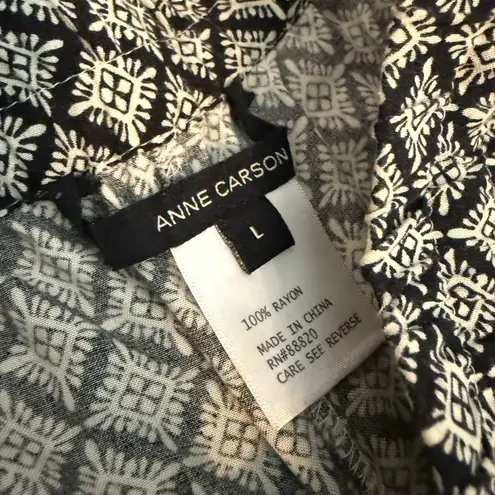 ANNE CARSON
L
100% RAYON
MADE IN CHINA
RN#88820
CARE SEE REVERSE